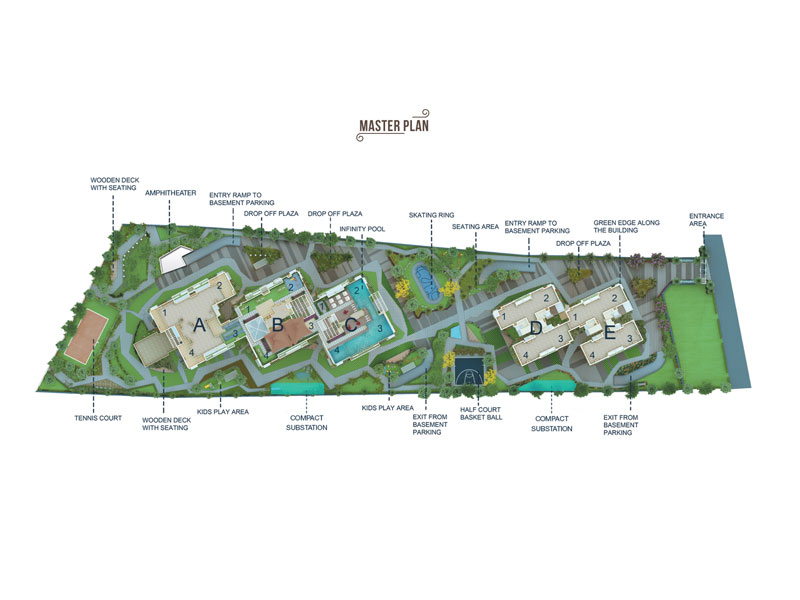 MASTER PLAN
WOODEN DECK
WITH SEATING
AMPHITHEATER
ENTRY RAMP TO
BASEMENT PARKING
DROP OFF PLAZA
DROP OFF PLAZA
INFINITY POOL
SKATING RING
SEATING AREA
ENTRY RAMP TO
BASEMENT PARKING
DROP OFF PLAZA
GREEN EDGE ALONG
THE BUILDING
ENTRANCE
AREA
1
2
A
3
4
1
2
B
3
4
1
2
C
3
4
1
2
D
3
4
1
2
E
3
4
TENNIS COURT
WOODEN DECK
WITH SEATING
KIDS PLAY AREA
COMPACT
SUBSTATION
KIDS PLAY AREA
EXIT FROM
BASEMENT
PARKING
HALF COURT
BASKET BALL
COMPACT
SUBSTATION
EXIT FROM
BASEMENT
PARKING